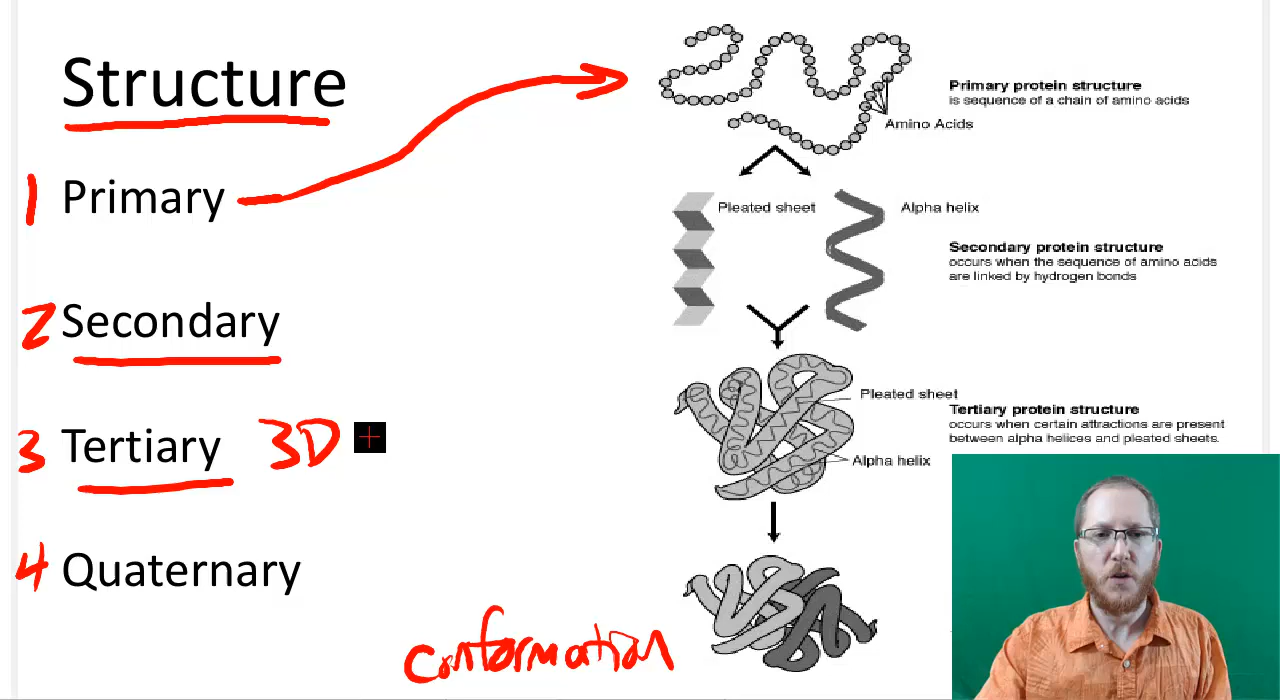 Structure
1 Primary
2 Secondary
3 Tertiary 3D
4 Quaternary
conformation
Primary protein structure
is sequence of a chain of amino acids
Amino Acids
Pleated sheet
Alpha helix
Secondary protein structure
occurs when the sequence of amino acids
are linked by hydrogen bonds
Pleated sheet
Tertiary protein structure
occurs when certain attractions are present
between alpha helices and pleated sheets.
Alpha helix